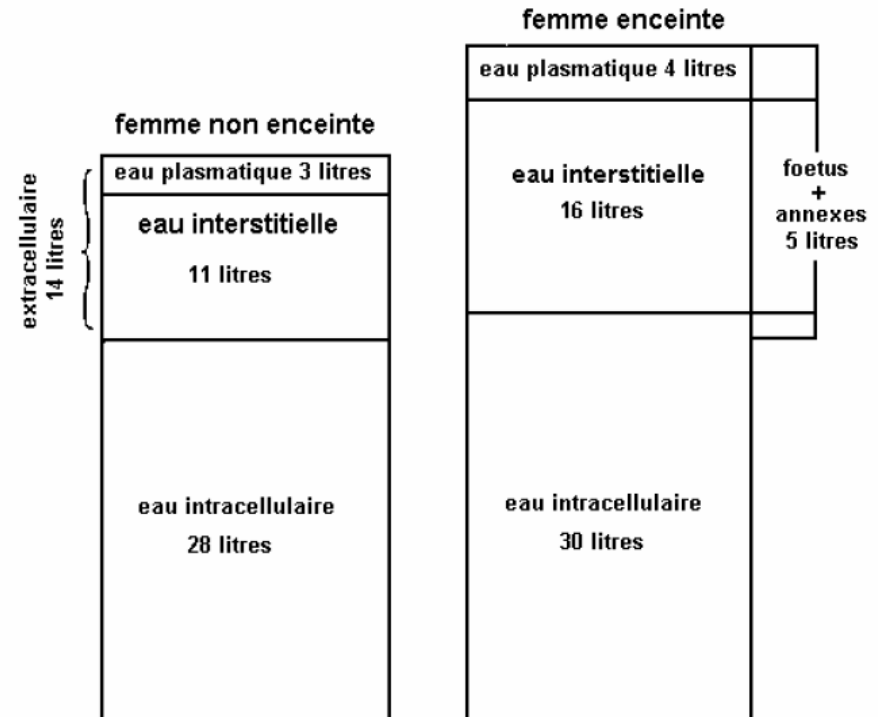 femme non enceinte
eau plasmatique 3 litres
eau interstitielle
11 litres
extracellulaire
14 litres
eau intracellulaire
28 litres
femme enceinte
eau plasmatique 4 litres
eau interstitielle
16 litres
foetus
+
annexes
5 litres
eau intracellulaire
30 litres